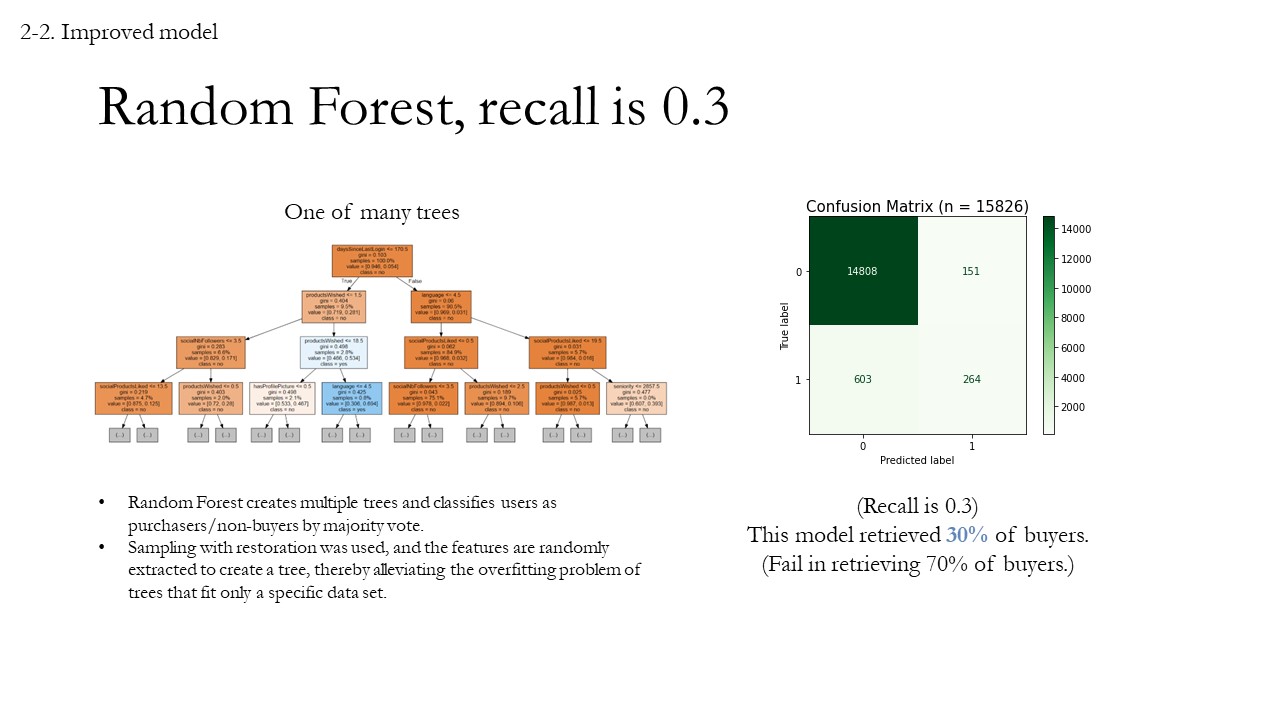 2-2. Improved model
Random Forest, recall is 0.3
One of many trees
daysSinceLastLogin <= 170.5
gini = 0.103
samples = 100.0%
value = [0.946, 0.054]
class = no
True
False
productsWished <= 1.5
gini = 0.404
samples = 9.5%
value = [0.719, 0.281]
class = no
language <= 4.5
gini = 0.06
samples = 90.5%
value = [0.969, 0.031]
class = no
socialNbFollowers <= 3.5
gini = 0.283
samples = 6.6%
value = [0.829, 0.171]
class = no
productsWished <= 18.5
gini = 0.498
samples = 2.8%
value = [0.466, 0.534]
class = yes
socialProductsLiked <= 0.5
gini = 0.062
samples = 84.9%
value = [0.968, 0.032]
class = no
socialProductsLiked <= 19.5
gini = 0.031
samples = 5.7%
value = [0.984, 0.016]
class = no
socialProductsLiked <= 13.5
gini = 0.219
samples = 4.7%
value = [0.875, 0.125]
class = no
productsWished <= 0.5
gini = 0.403
samples = 2.0%
value = [0.72, 0.28]
class = no
hasProfilePicture <= 0.5
gini = 0.498
samples = 2.1%
value = [0.533, 0.467]
class = no
language <= 4.5
gini = 0.425
samples = 0.8%
value = [0.306, 0.694]
class = yes
socialNbFollowers <= 3.5
gini = 0.043
samples = 75.1%
value = [0.978, 0.022]
class = no
productsWished <= 2.5
gini = 0.189
samples = 9.7%
value = [0.894, 0.106]
class = no
productsWished <= 0.5
gini = 0.025
samples = 5.7%
value = [0.987, 0.013]
class = no
seniority <= 2857.5
gini = 0.477
samples = 0.0%
value = [0.607, 0.393]
class = no
(...) (...) (...) (...) (...) (...) (...) (...) (...) (...) (...) (...) (...) (...) (...) (...)
Random Forest creates multiple trees and classifies users as
purchasers/non-buyers by majority vote.
Sampling with restoration was used, and the features are randomly
extracted to create a tree, thereby alleviating the overfitting problem of
trees that fit only a specific data set.
Confusion Matrix (n = 15826)
True label
0
14808
151
1
603
264
0
1
Predicted label
14000
12000
10000
8000
6000
4000
2000
(Recall is 0.3)
This model retrieved 30% of buyers.
(Fail in retrieving 70% of buyers.)